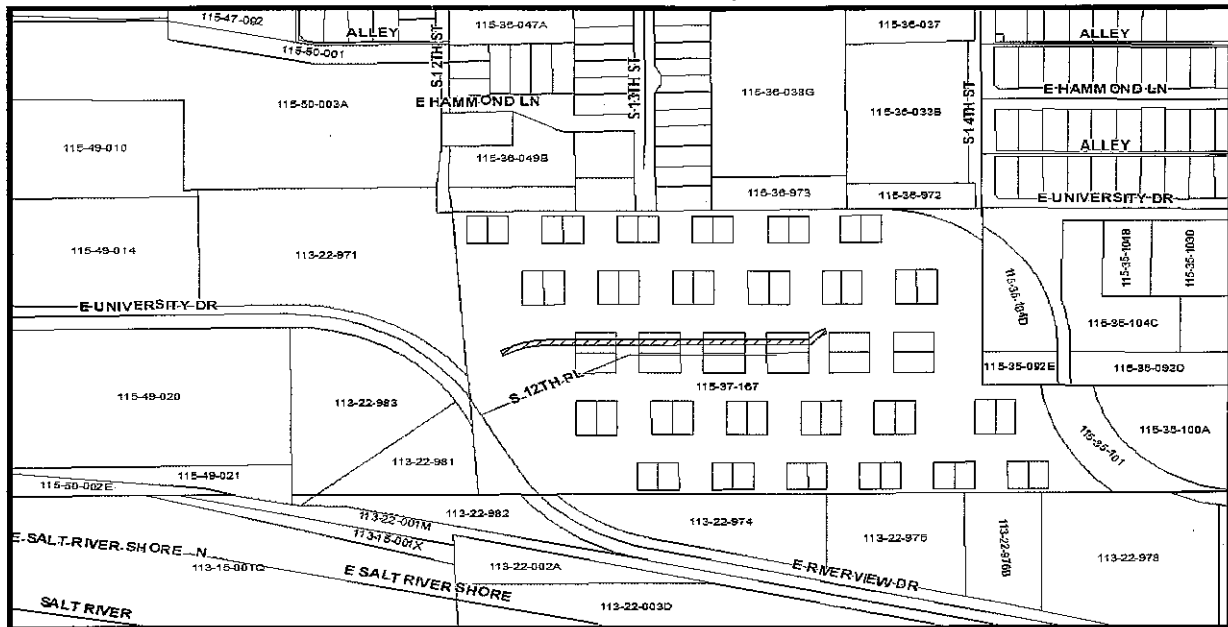 115-47-092
ALLEY
115-36-047A
115-36-037
ALLEY
115-50-001
S 12TH ST
S 13TH ST
S 14TH ST
E HAMMOND LN
E HAMMOND LN
115-50-003A
115-36-038G
115-36-033B
115-49-010
115-36-049B
ALLEY
115-36-973
115-36-972
E UNIVERSITY DR
115-49-014
113-22-971
115-35-104D
115-35-104B
115-35-103D
E UNIVERSITY DR
115-35-104C
115-35-092E
115-35-092D
115-49-020
113-22-983
S 12TH PL
115-37-167
115-35-100A
115-35-101
113-22-981
115-49-021
115-50-002E
113-22-001M
113-22-982
113-22-974
113-22-975
113-22-976B
113-22-978
113-15-001X
E SALT RIVER SHORE N
113-15-001C
E SALT RIVER SHORE
113-22-002A
E RIVERVIEW DR
SALT RIVER
113-22-003D